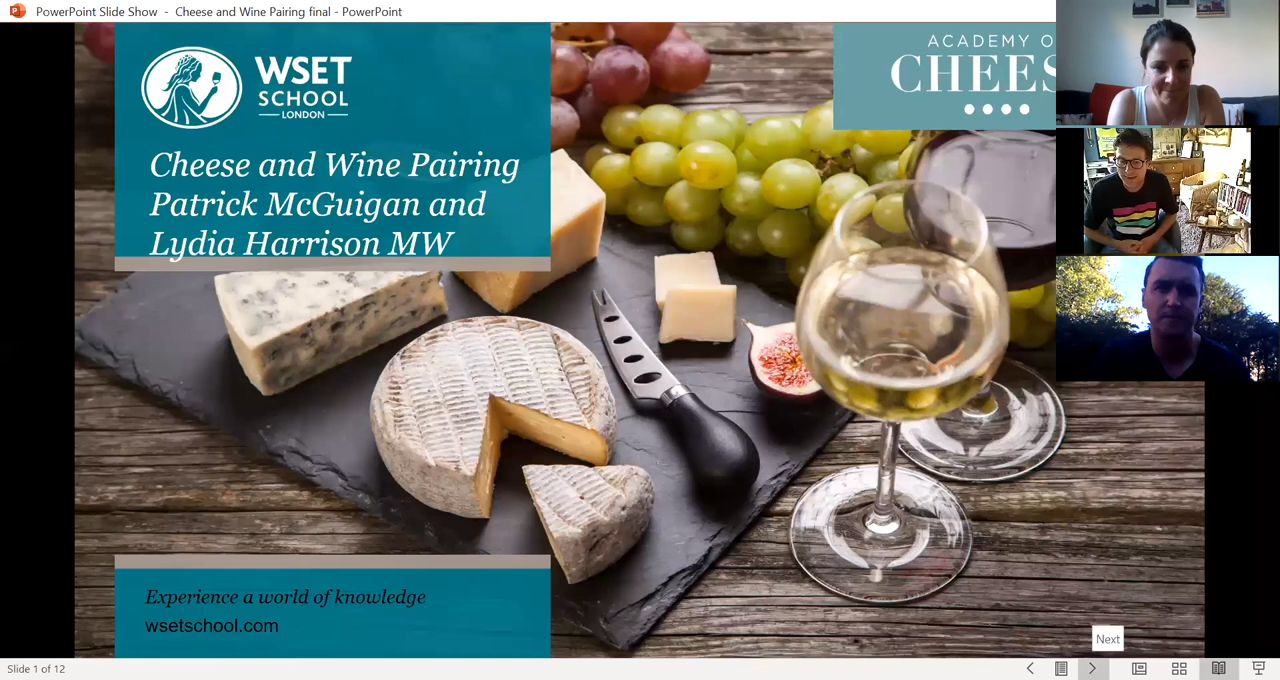 PowerPoint Slide Show - Cheese and Wine Pairing final - PowerPoint
WSET
SCHOOL
LONDON
ACADEMY O
CHEES
Cheese and Wine Pairing
Patrick McGuigan and
Lydia Harrison MW
Experience a world of knowledge
wsetschool.com
Next
Slide 1 of 12